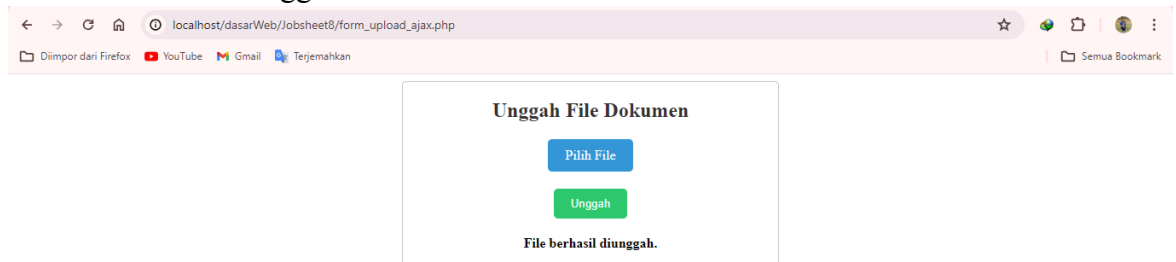 localhost/dasarWeb/Jobsheet8/form_upload_ajax.php
Diimpor dari Firefox YouTube Gmail Terjemahkan Semua Bookmark
Unggah File Dokumen
Pilih File
Unggah
File berhasil diunggah.